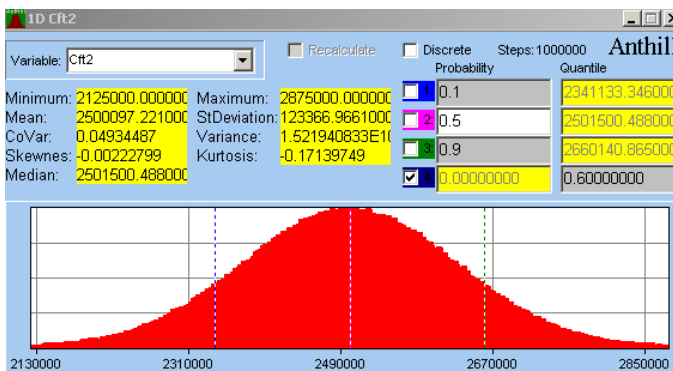 1D Cft2
Variable: Cft2
Recalculate
Discrete Steps: 1000000 Anthill
Probability Quantile
Minimum: 2125000.000000 Maximum: 2875000.000000
1: 0.1 2341133.346000
Mean: 2500097.221000 StDeviation: 123366.9661000
2: 0.5 2501500.488000
CoVar: 0.04934487 Variance: 1.521940833E10
3: 0.9 2660140.865000
Skewnes: -0.00222799 Kurtosis: -0.17139749
Median: 2501500.488000
4: 0.00000000 0.60000000
2130000 2310000 2490000 2670000 2850000